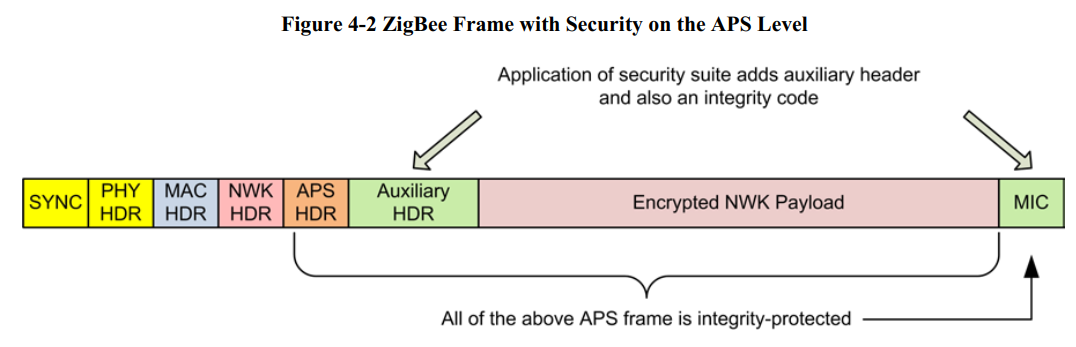 Figure 4-2 ZigBee Frame with Security on the APS Level
Application of security suite adds auxiliary header
and also an integrity code
SYNC
PHY
HDR
MAC
HDR
NWK
HDR
APS
HDR
Auxiliary
HDR
Encrypted NWK Payload
MIC
All of the above APS frame is integrity-protected